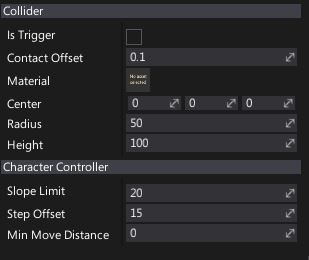 Collider
Is Trigger
Contact Offset 0.1
Material No asset selected
Center 0 0 0
Radius 50
Height 100
Character Controller
Slope Limit 20
Step Offset 15
Min Move Distance 0